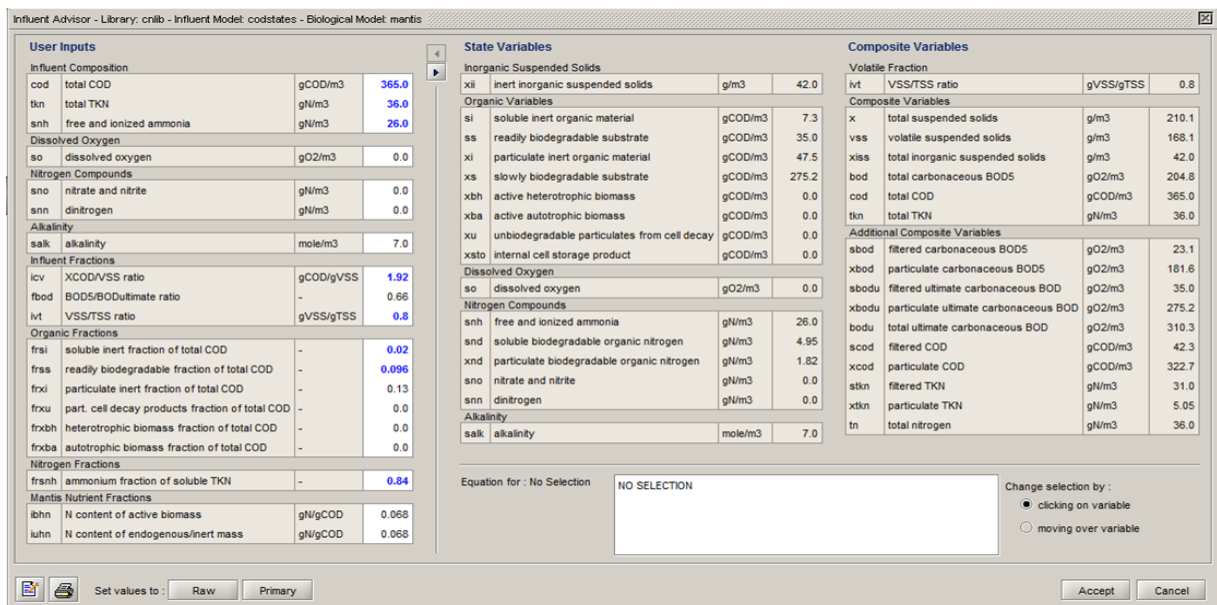 Influent Advisor - Library: cnlib - Influent Model: codstates - Biological Model: mantis
User Inputs
Influent Composition
cod total COD gCOD/m3 365.0
tkn total TKN gN/m3 36.0
snh free and ionized ammonia gN/m3 26.0
Dissolved Oxygen
so dissolved oxygen gO2/m3 0.0
Nitrogen Compounds
sno nitrate and nitrite gN/m3 0.0
snn dinitrogen gN/m3 0.0
Alkalinity
salk alkalinity mole/m3 7.0
Influent Fractions
icv XCOD/VSS ratio gCOD/gVSS 1.92
fbod BOD5/BODultimate ratio - 0.66
ivt VSS/TSS ratio gVSS/gTSS 0.8
Organic Fractions
frsi soluble inert fraction of total COD - 0.02
frss readily biodegradable fraction of total COD - 0.096
frxi particulate inert fraction of total COD - 0.13
frxu part. cell decay products fraction of total COD - 0.0
frxbh heterotrophic biomass fraction of total COD - 0.0
frxba autotrophic biomass fraction of total COD - 0.0
Nitrogen Fractions
frsnh ammonium fraction of soluble TKN - 0.84
Mantis Nutrient Fractions
ibhn N content of active biomass gN/gCOD 0.068
iuhn N content of endogenous/inert mass gN/gCOD 0.068
State Variables
Inorganic Suspended Solids
xii inert inorganic suspended solids g/m3 42.0
Organic Variables
si soluble inert organic material gCOD/m3 7.3
ss readily biodegradable substrate gCOD/m3 35.0
xi particulate inert organic material gCOD/m3 47.5
xs slowly biodegradable substrate gCOD/m3 275.2
xbh active heterotrophic biomass gCOD/m3 0.0
xba active autotrophic biomass gCOD/m3 0.0
xu unbiodegradable particulates from cell decay gCOD/m3 0.0
xsto internal cell storage product gCOD/m3 0.0
Dissolved Oxygen
so dissolved oxygen gO2/m3 0.0
Nitrogen Compounds
snh free and ionized ammonia gN/m3 26.0
snd soluble biodegradable organic nitrogen gN/m3 4.95
xnd particulate biodegradable organic nitrogen gN/m3 1.82
sno nitrate and nitrite gN/m3 0.0
snn dinitrogen gN/m3 0.0
Alkalinity
salk alkalinity mole/m3 7.0
Composite Variables
Volatile Fraction
ivt VSS/TSS ratio gVSS/gTSS 0.8
Composite Variables
x total suspended solids g/m3 210.1
vss volatile suspended solids g/m3 168.1
xiss total inorganic suspended solids g/m3 42.0
bod total carbonaceous BOD5 gO2/m3 204.8
cod total COD gCOD/m3 365.0
tkn total TKN gN/m3 36.0
Additional Composite Variables
sbod filtered carbonaceous BOD5 gO2/m3 23.1
xbod particulate carbonaceous BOD5 gO2/m3 181.6
sbodu filtered ultimate carbonaceous BOD gO2/m3 35.0
xbodu particulate ultimate carbonaceous BOD gO2/m3 275.2
bodu total ultimate carbonaceous BOD gO2/m3 310.3
scod filtered COD gCOD/m3 42.3
xcod particulate COD gCOD/m3 322.7
stkn filtered TKN gN/m3 31.0
xtkn particulate TKN gN/m3 5.05
tn total nitrogen gN/m3 36.0
Equation for : No Selection
NO SELECTION
Change selection by :
clicking on variable
moving over variable
Set values to : Raw Primary
Accept Cancel